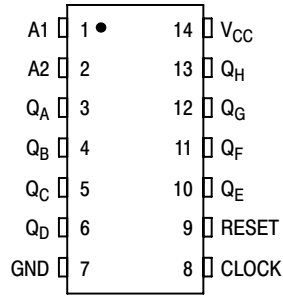 A1 1 14 VCC
A2 2 13 QH
QA 3 12 QG
QB 4 11 QF
QC 5 10 QE
QD 6 9 RESET
GND 7 8 CLOCK